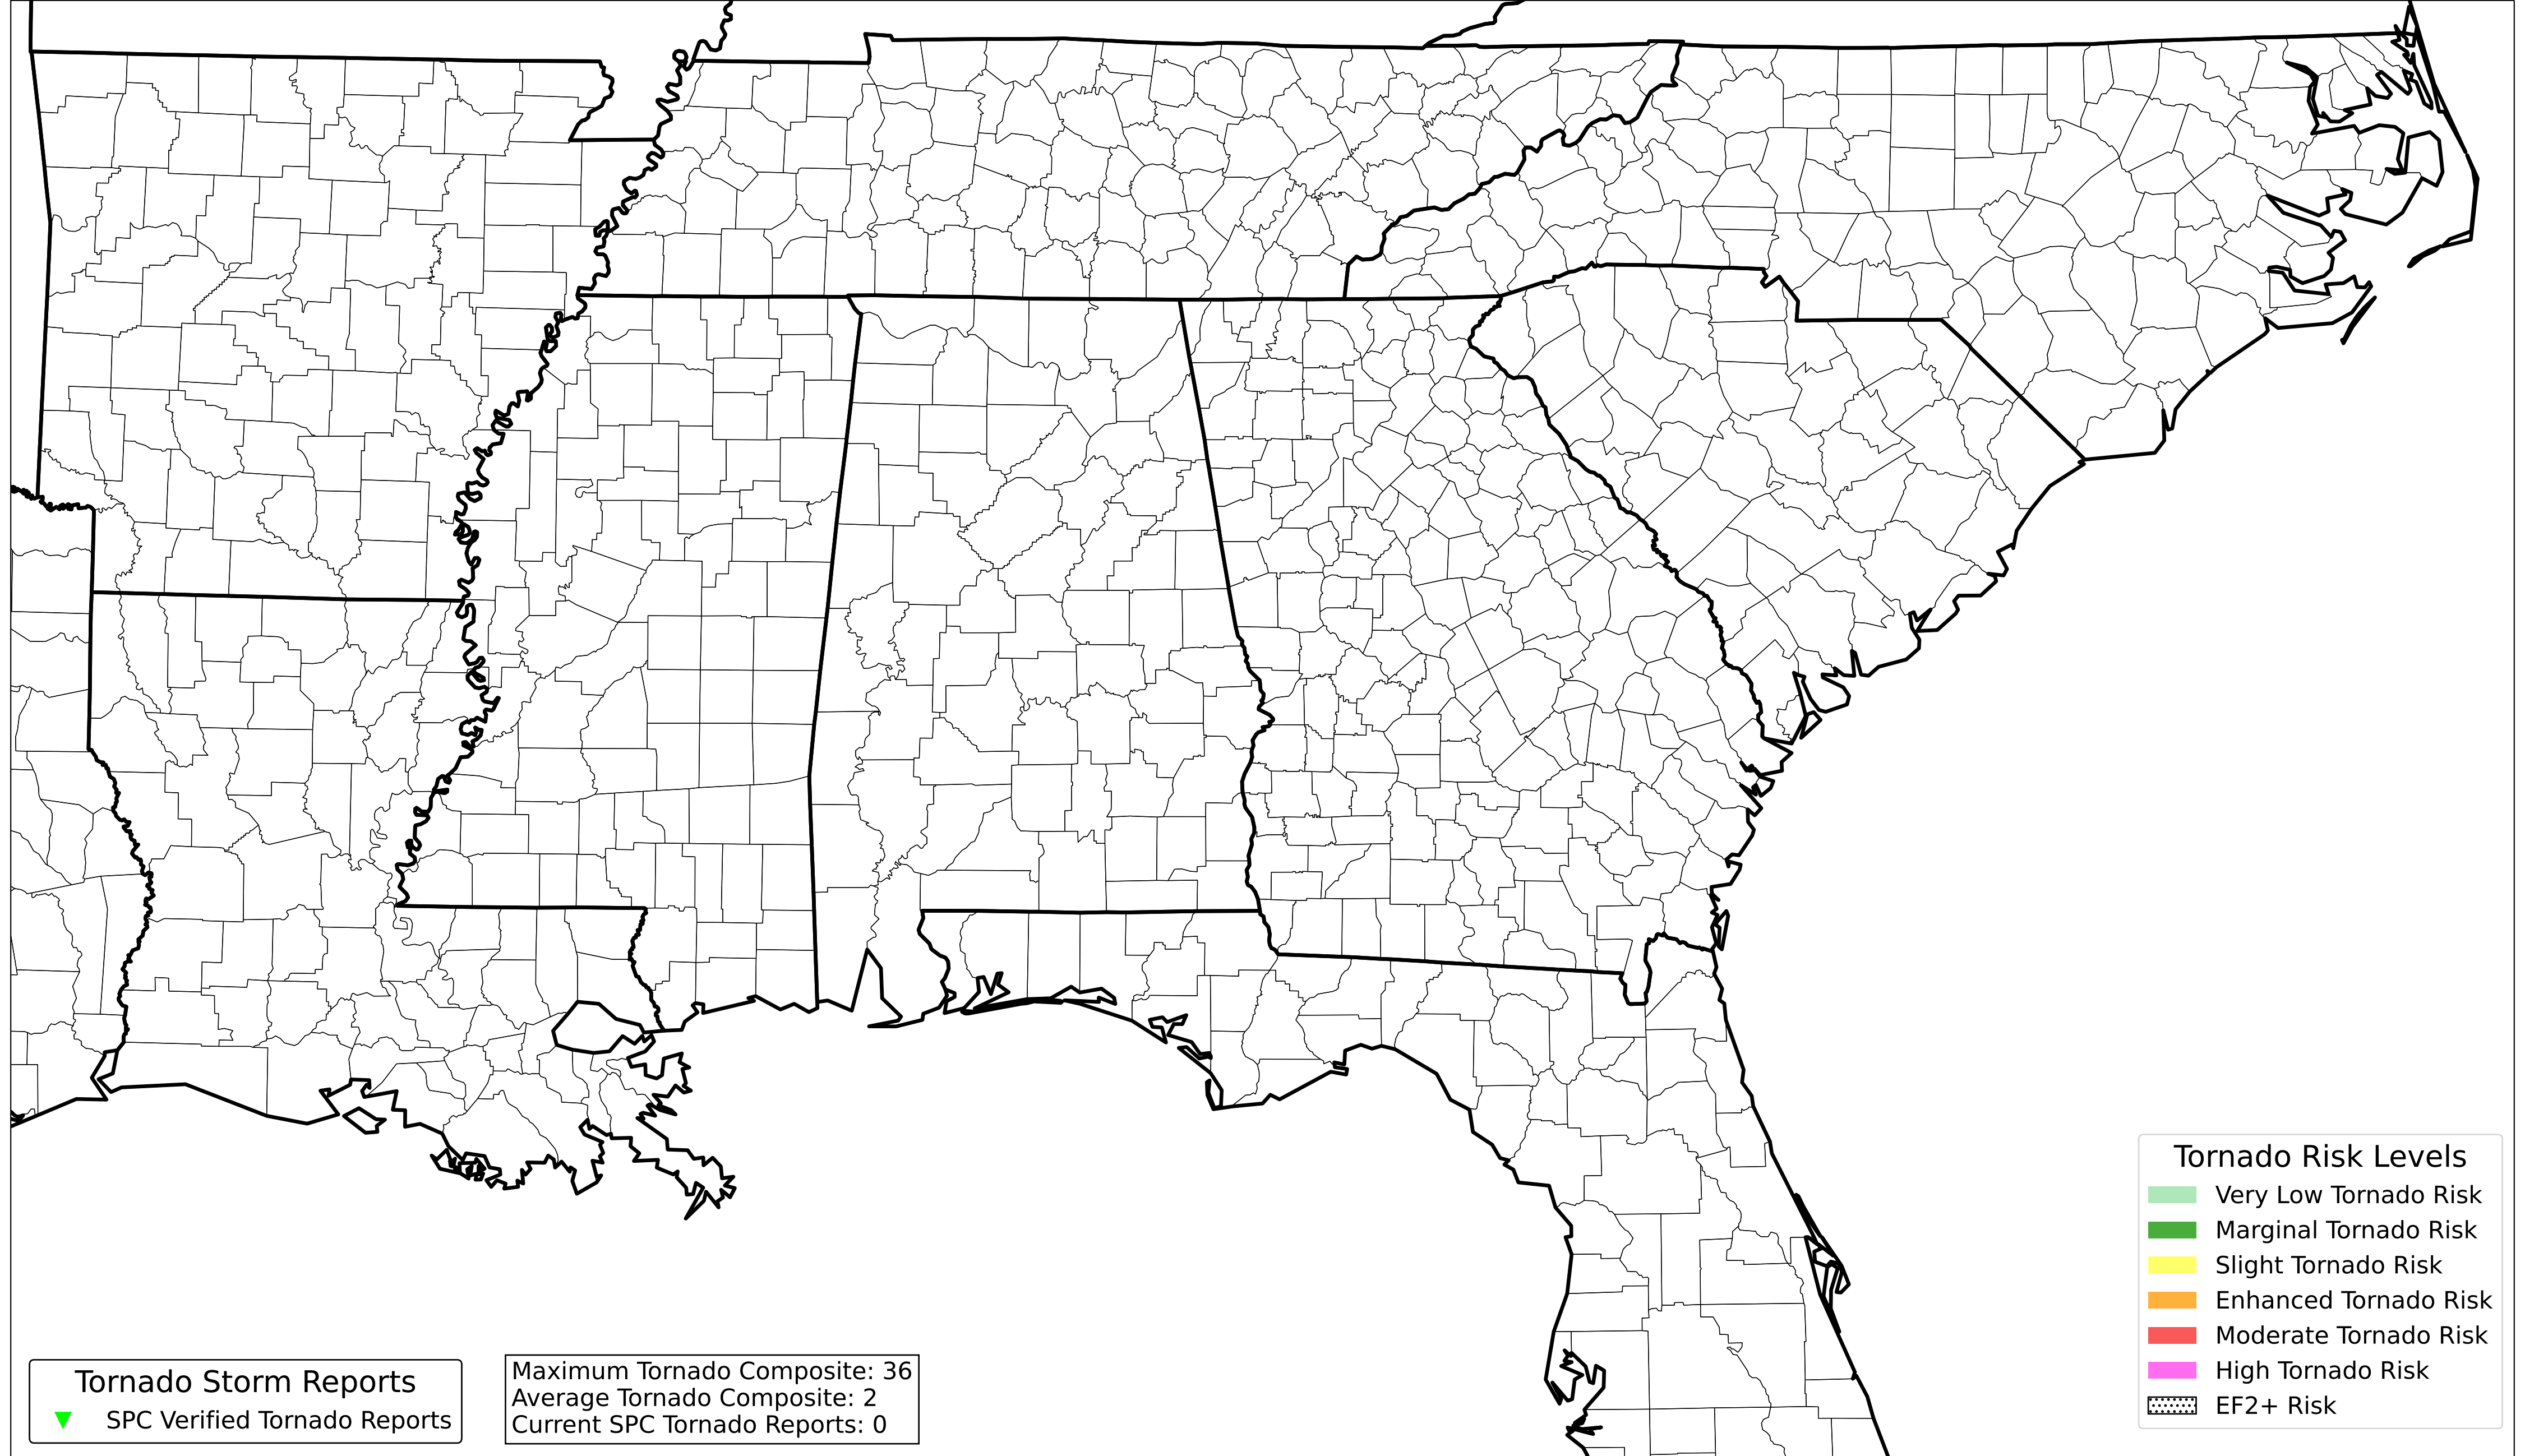 Tornado Risk Levels
Very Low Tornado Risk
Marginal Tornado Risk
Slight Tornado Risk
Enhanced Tornado Risk
Moderate Tornado Risk
High Tornado Risk
EF2+ Risk
Tornado Storm Reports
SPC Verified Tornado Reports
Maximum Tornado Composite: 36
Average Tornado Composite: 2
Current SPC Tornado Reports: 0